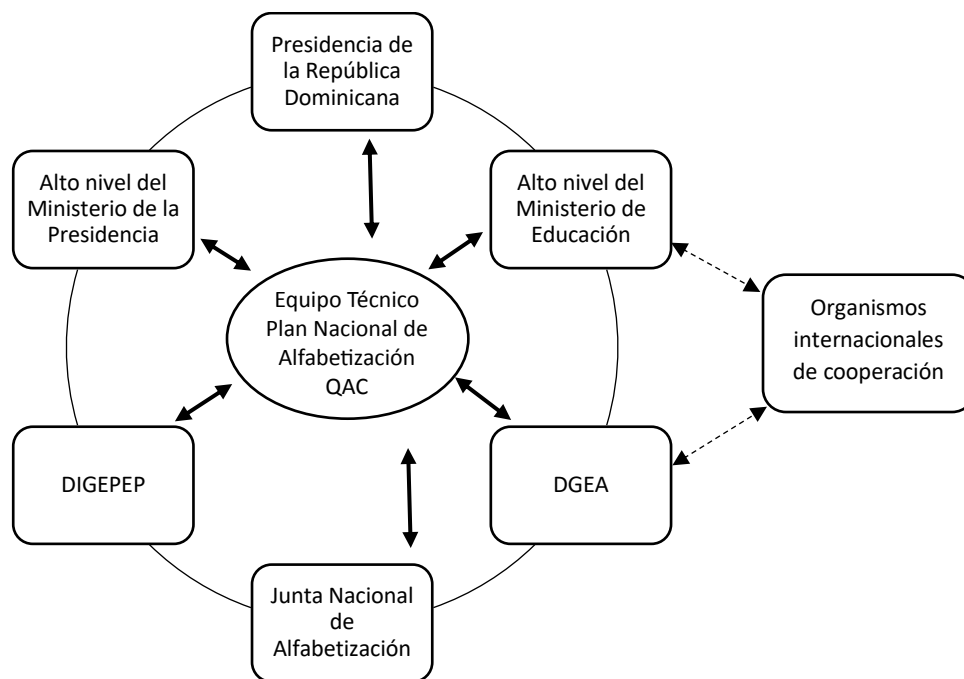 Presidencia de
la República
Dominicana
Alto nivel del
Ministerio de la
Presidencia
Alto nivel del
Ministerio de
Educación
Equipo Técnico
Plan Nacional de
Alfabetización
QAC
Organismos
internacionales
de cooperación
DIGEPEP
DGEA
Junta Nacional
de
Alfabetización